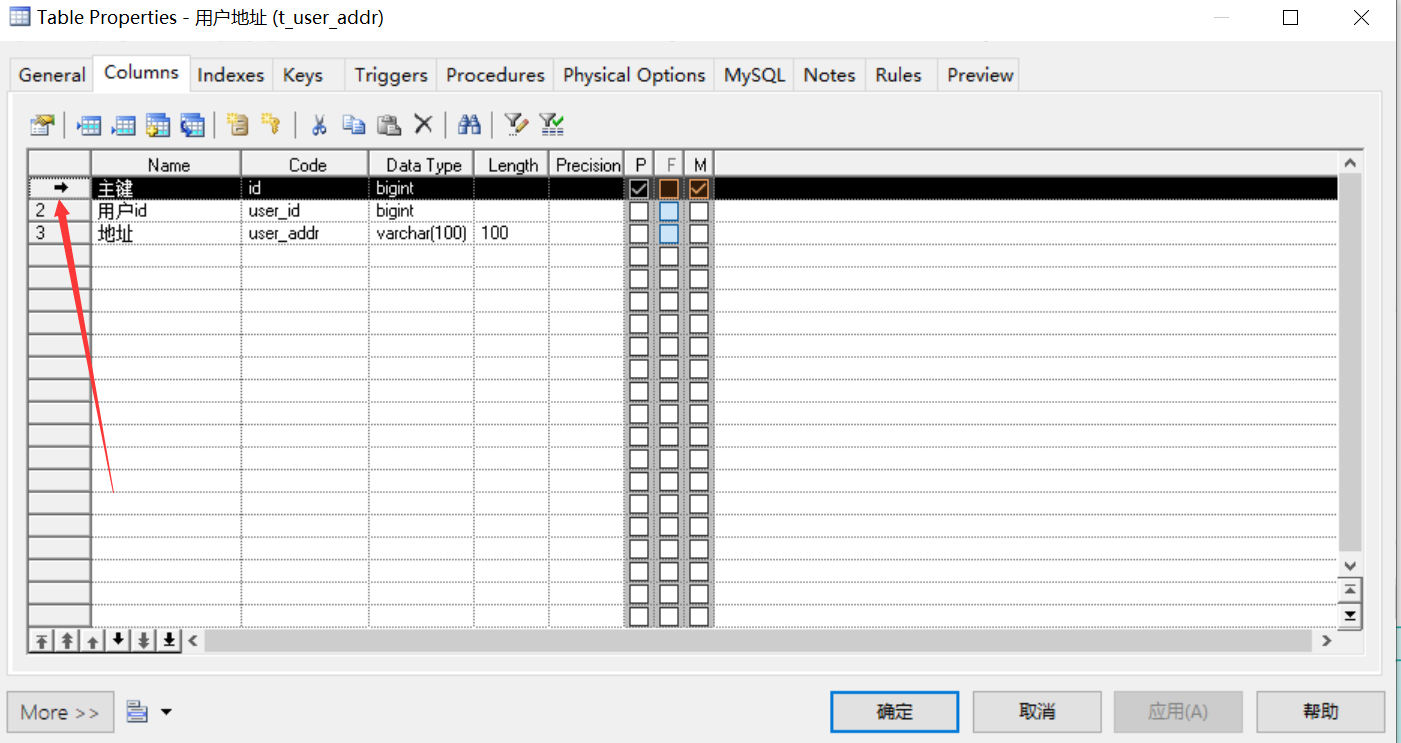 Table Properties - 用户地址 (t_user_addr)
General Columns Indexes Keys Triggers Procedures Physical Options MySQL Notes Rules Preview
Name Code Data Type Length Precision P F M
主键 id bigint
2 用户id user_id bigint
3 地址 user_addr varchar(100) 100
More >> 确定 取消 应用(A) 帮助